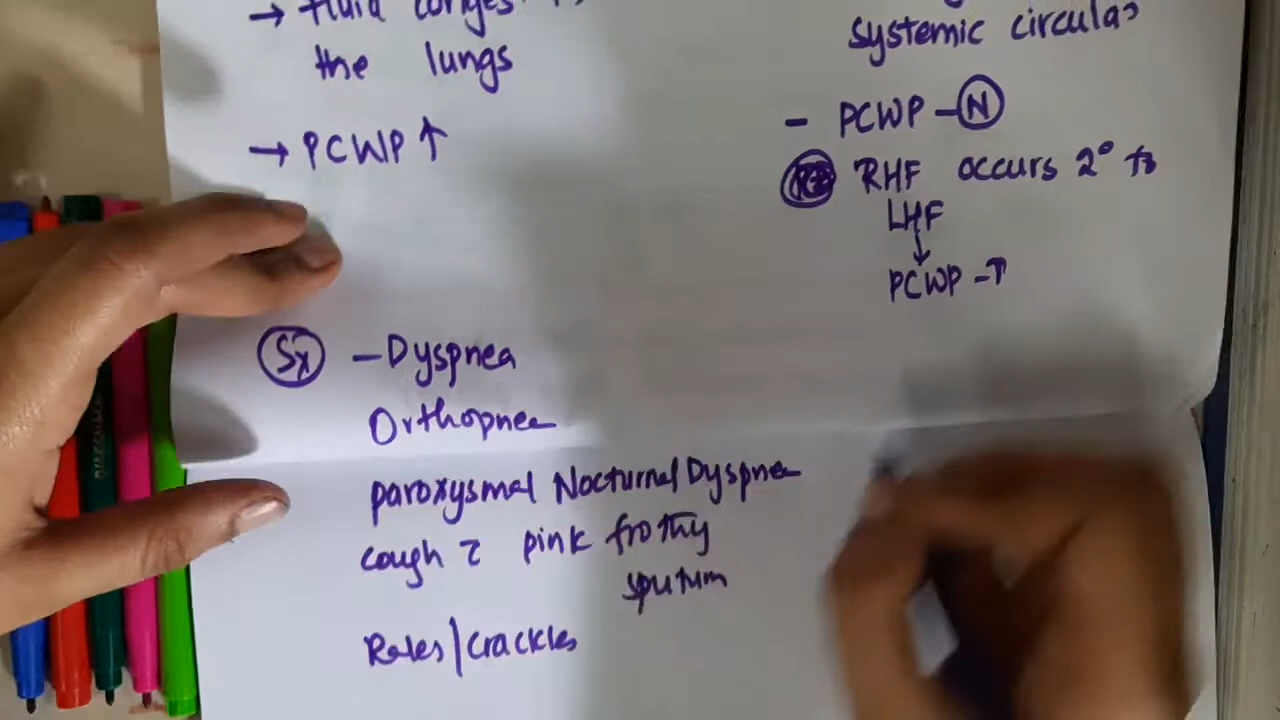 → fluid
the lungs
→ PCWP ↑
systemic
- PCWP - N
RHF occurs 2° to
LHF
↓
PCWP - ↑
Sx - Dyspnea
Orthopnea
paroxysmal Nocturnal Dyspnea
cough c pink frothy
sputum
Rales/crackles